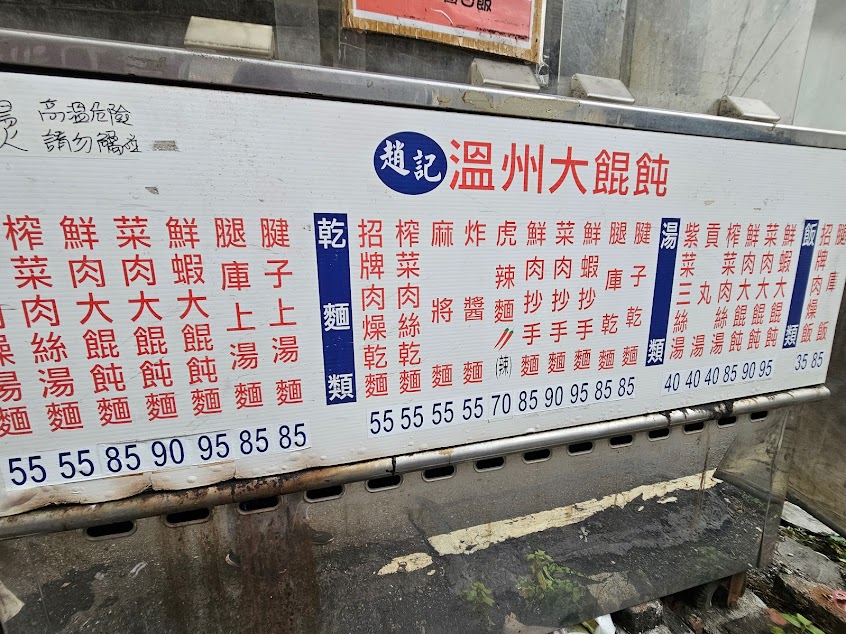 高溫危險
請勿觸碰
趙記
溫州大餛飩
燥湯麵
榨菜肉絲湯麵
鮮肉大餛飩麵
菜肉大餛飩麵
鮮蝦大餛飩麵
腿庫上湯麵
腱子上湯麵
55 55 85 90 95 85 85
乾麵類
招牌肉燥乾麵
榨菜肉絲乾麵
麻將麵
炸醬麵
虎辣麵(辣)
鮮肉抄手麵
菜肉抄手麵
鮮蝦抄手麵
腿庫乾麵
腱子乾麵
55 55 55 55 70 85 90 95 85 85
湯類
紫菜三絲湯
貢丸湯
榨菜肉絲湯
鮮肉大餛飩
菜肉大餛飩
鮮蝦大餛飩
40 40 40 85 90 95
飯類
招牌肉燥飯
腿庫飯
35 85